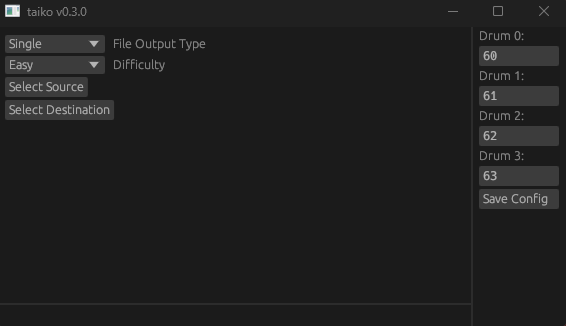 taiko v0.3.0
Single File Output Type
Easy Difficulty
Select Source
Select Destination
Drum 0:
60
Drum 1:
61
Drum 2:
62
Drum 3:
63
Save Config